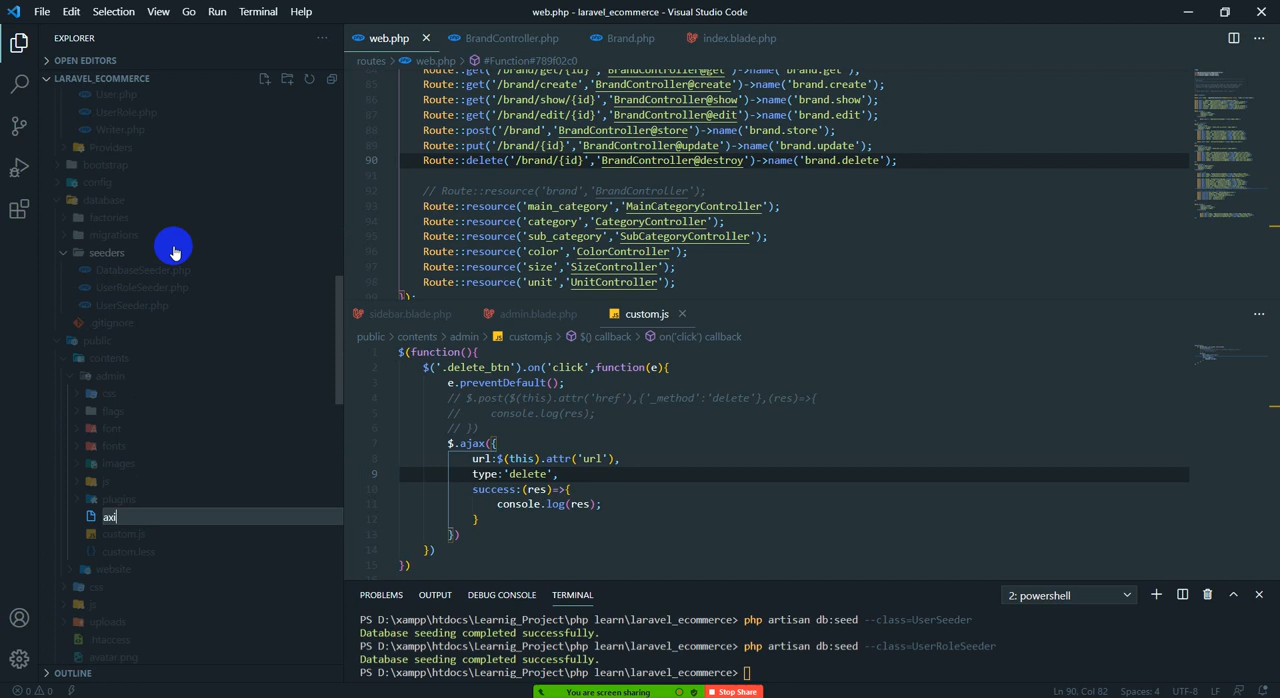 File Edit Selection View Go Run Terminal Help
web.php - laravel_ecommerce - Visual Studio Code
EXPLORER
OPEN EDITORS
LARAVEL_ECOMMERCE
User.php
UserRole.php
Writer.php
Providers
bootstrap
config
database
factories
migrations
seeders
DatabaseSeeder.php
UserRoleSeeder.php
UserSeeder.php
.gitignore
public
contents
admin
css
flags
font
fonts
images
js
plugins
axi
custom.js
custom.less
website
css
js
uploads
.htaccess
avatar.png
OUTLINE
web.php BrandController.php Brand.php index.blade.php
routes > web.php > #Function#789f02c0
84 Route::get('/brand/get/{id}','BrandController@get')->name('brand.get');
85 Route::get('/brand/create','BrandController@create')->name('brand.create');
86 Route::get('/brand/show/{id}','BrandController@show')->name('brand.show');
87 Route::get('/brand/edit/{id}','BrandController@edit')->name('brand.edit');
88 Route::post('/brand','BrandController@store')->name('brand.store');
89 Route::put('/brand/{id}','BrandController@update')->name('brand.update');
90 Route::delete('/brand/{id}','BrandController@destroy')->name('brand.delete');
91
92 // Route::resource('brand','BrandController');
93 Route::resource('main_category','MainCategoryController');
94 Route::resource('category','CategoryController');
95 Route::resource('sub_category','SubCategoryController');
96 Route::resource('color','ColorController');
97 Route::resource('size','SizeController');
98 Route::resource('unit','UnitController');
99 });
sidebar.blade.php admin.blade.php custom.js
public > contents > admin > custom.js > $() callback > on('click') callback
1 $(function(){
2 $('.delete_btn').on('click',function(e){
3 e.preventDefault();
4 // $.post($(this).attr('href'),{'_method':'delete'},(res)=>{
5 // console.log(res);
6 // })
7 $.ajax({
8 url:$(this).attr('url'),
9 type:'delete',
10 success:(res)=>{
11 console.log(res);
12 }
13 })
14 })
15 })
PROBLEMS OUTPUT DEBUG CONSOLE TERMINAL
2: powershell
PS D:\xampp\htdocs\Learnig_Project\php learn\laravel_ecommerce> php artisan db:seed --class=UserSeeder
Database seeding completed successfully.
PS D:\xampp\htdocs\Learnig_Project\php learn\laravel_ecommerce> php artisan db:seed --class=UserRoleSeeder
Database seeding completed successfully.
PS D:\xampp\htdocs\Learnig_Project\php learn\laravel_ecommerce>
0 0
You are screen sharing Stop Share
Ln 90, Col 82 Spaces: 4 UTF-8 LF PHP